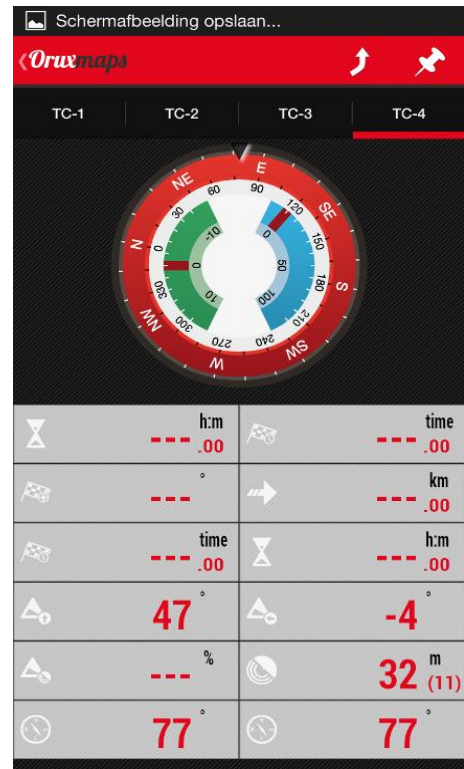 Schermafbeelding opslaan...
Oruxmaps
TC-1 TC-2 TC-3 TC-4
N NE E SE S SW W NW
0 30 60 90 120 150 180 210 240 270 300 330
-10 0 10
0 50 100
h:m
---.00
time
---.00
°
---
km
---.00
time
---.00
h:m
---.00
47°
-4°
%
---
32 m (11)
77°
77°